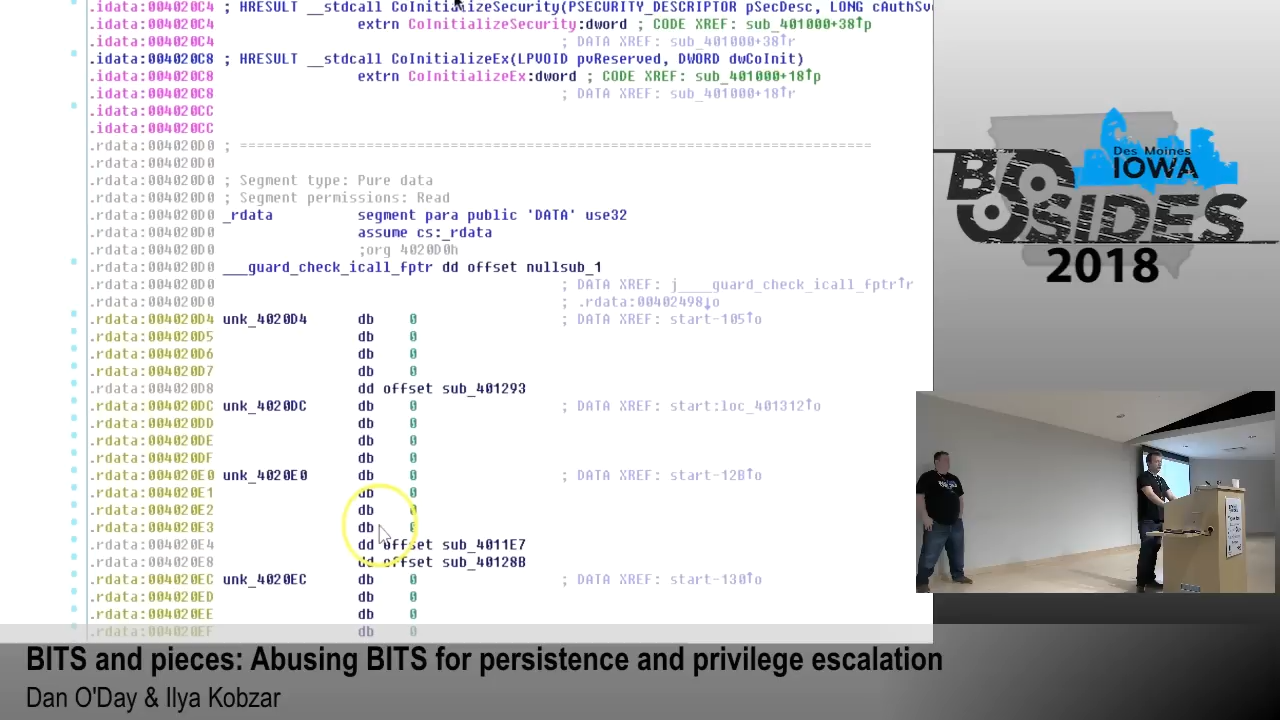 .idata:004020C4 ; HRESULT __stdcall CoInitializeSecurity(PSECURITY_DESCRIPTOR pSecDesc, LONG cAuthSv
.idata:004020C4 extrn CoInitializeSecurity:dword ; CODE XREF: sub_401000+38↑p
.idata:004020C4 ; DATA XREF: sub_401000+38↑r
.idata:004020C8 ; HRESULT __stdcall CoInitializeEx(LPVOID pvReserved, DWORD dwCoInit)
.idata:004020C8 extrn CoInitializeEx:dword ; CODE XREF: sub_401000+18↑p
.idata:004020C8 ; DATA XREF: sub_401000+18↑r
.idata:004020CC
.idata:004020CC
.rdata:004020D0 ; ===========================================================================
.rdata:004020D0
.rdata:004020D0 ; Segment type: Pure data
.rdata:004020D0 ; Segment permissions: Read
.rdata:004020D0 _rdata segment para public 'DATA' use32
.rdata:004020D0 assume cs:_rdata
.rdata:004020D0 ;org 4020D0h
.rdata:004020D0 ___guard_check_icall_fptr dd offset nullsub_1
.rdata:004020D0 ; DATA XREF: j____guard_check_icall_fptr↑r
.rdata:004020D0 ; .rdata:00402498↓o
.rdata:004020D4 unk_4020D4 db 0 ; DATA XREF: start-105↑o
.rdata:004020D5 db 0
.rdata:004020D6 db 0
.rdata:004020D7 db 0
.rdata:004020D8 dd offset sub_401293
.rdata:004020DC unk_4020DC db 0 ; DATA XREF: start:loc_401312↑o
.rdata:004020DD db 0
.rdata:004020DE db 0
.rdata:004020DF db 0
.rdata:004020E0 unk_4020E0 db 0 ; DATA XREF: start-12B↑o
.rdata:004020E1 db 0
.rdata:004020E2 db 0
.rdata:004020E3 db 0
.rdata:004020E4 dd offset sub_4011E7
.rdata:004020E8 dd offset sub_40128B
.rdata:004020EC unk_4020EC db 0 ; DATA XREF: start-130↑o
.rdata:004020ED db 0
.rdata:004020EE db 0
.rdata:004020EF db 0
Des Moines
IOWA
BSIDES
2018
BITS and pieces: Abusing BITS for persistence and privilege escalation
Dan O'Day & Ilya Kobzar